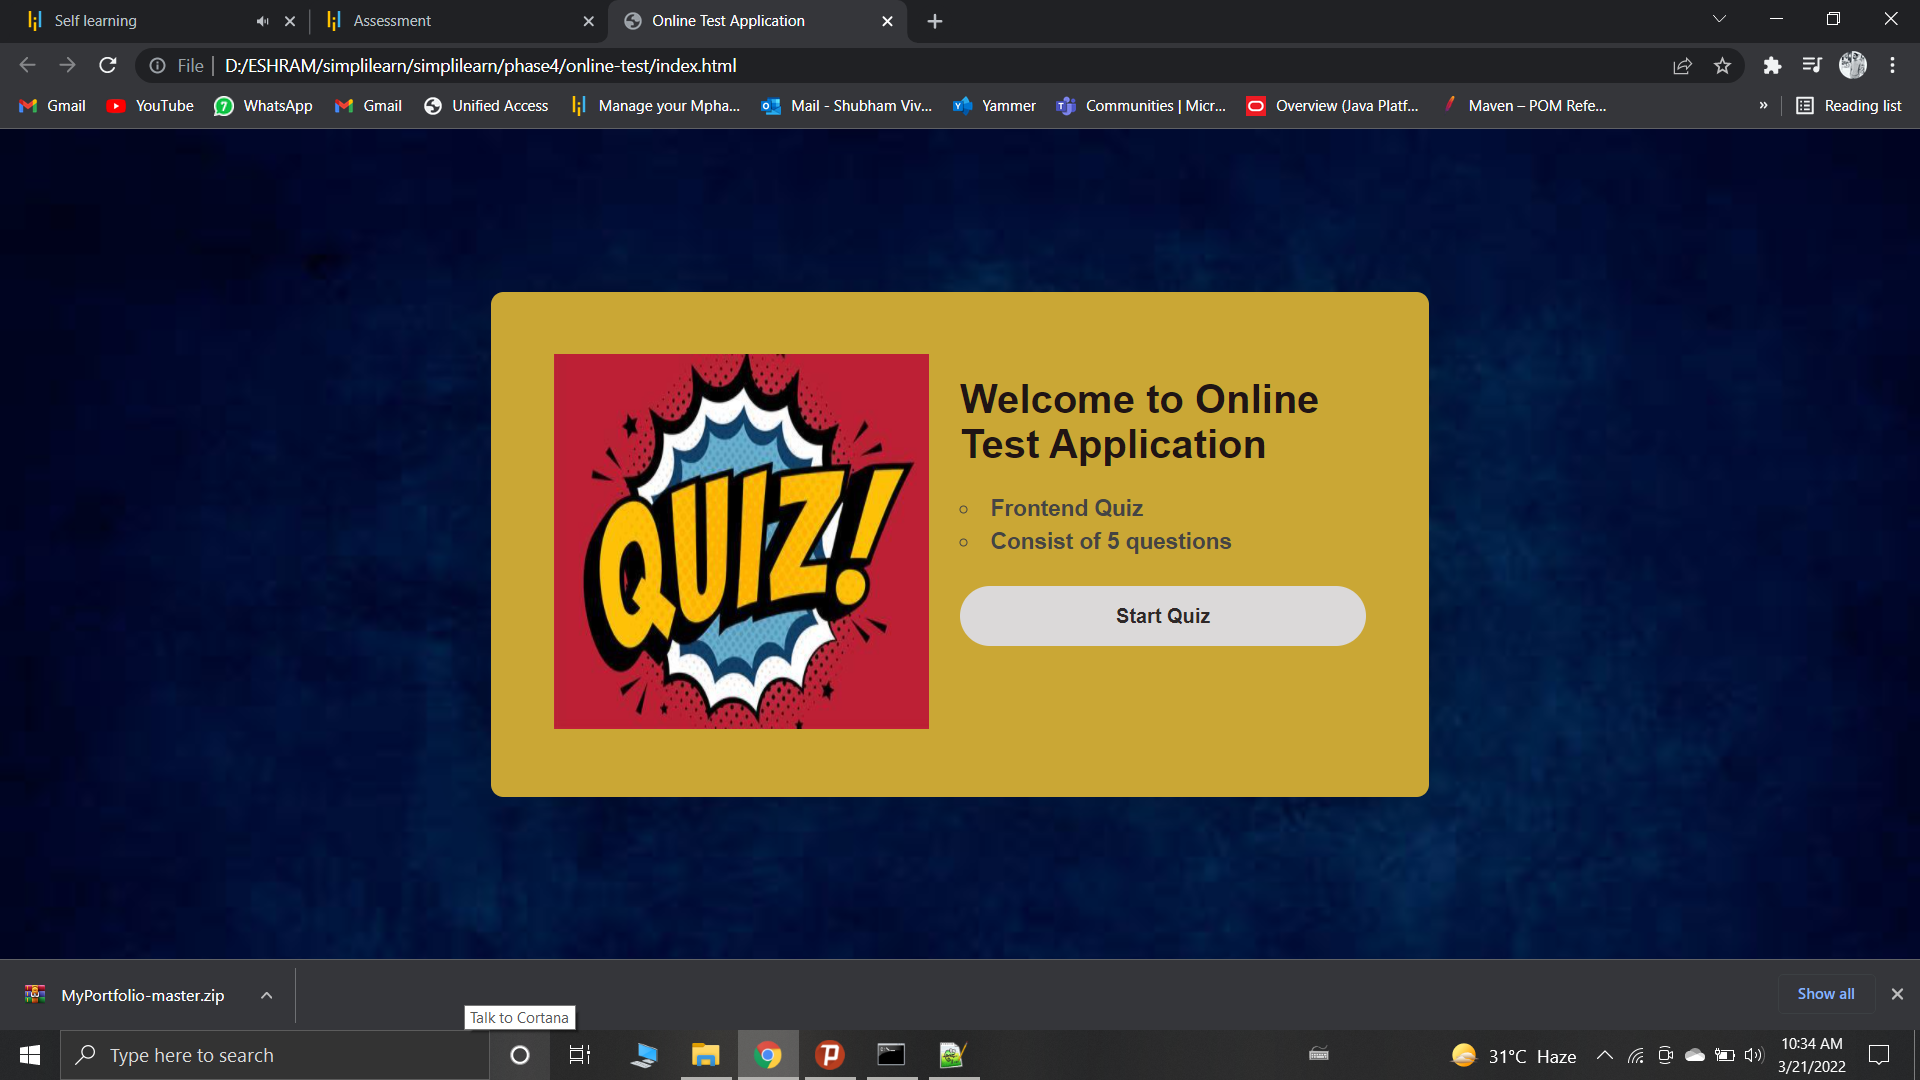 Self learning
Assessment
Online Test Application
File
D:/ESHRAM/simplilearn/simplilearn/phase4/online-test/index.html
Gmail
YouTube
7
WhatsApp
Gmail
Unified Access
Manage your Mpha...
Mail - Shubham Viv...
Yammer
Communities | Micr...
Overview (Java Platf...
Maven – POM Refe...
»
Reading list
QUIZ!
Welcome to Online
Test Application
Frontend Quiz
Consist of 5 questions
Start Quiz
MyPortfolio-master.zip
Show all
Talk to Cortana
Type here to search
31°C Haze
10:34 AM
3/21/2022